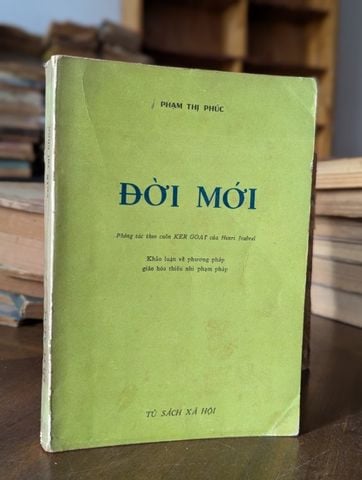 PHẠM THỊ PHÚC
ĐỜI MỚI
Phỏng tác theo cuốn KER GOAT của Henri Joubrel
Khảo luận về phương pháp
giáo hóa thiếu nhi phạm pháp
TỦ SÁCH XÃ HỘI